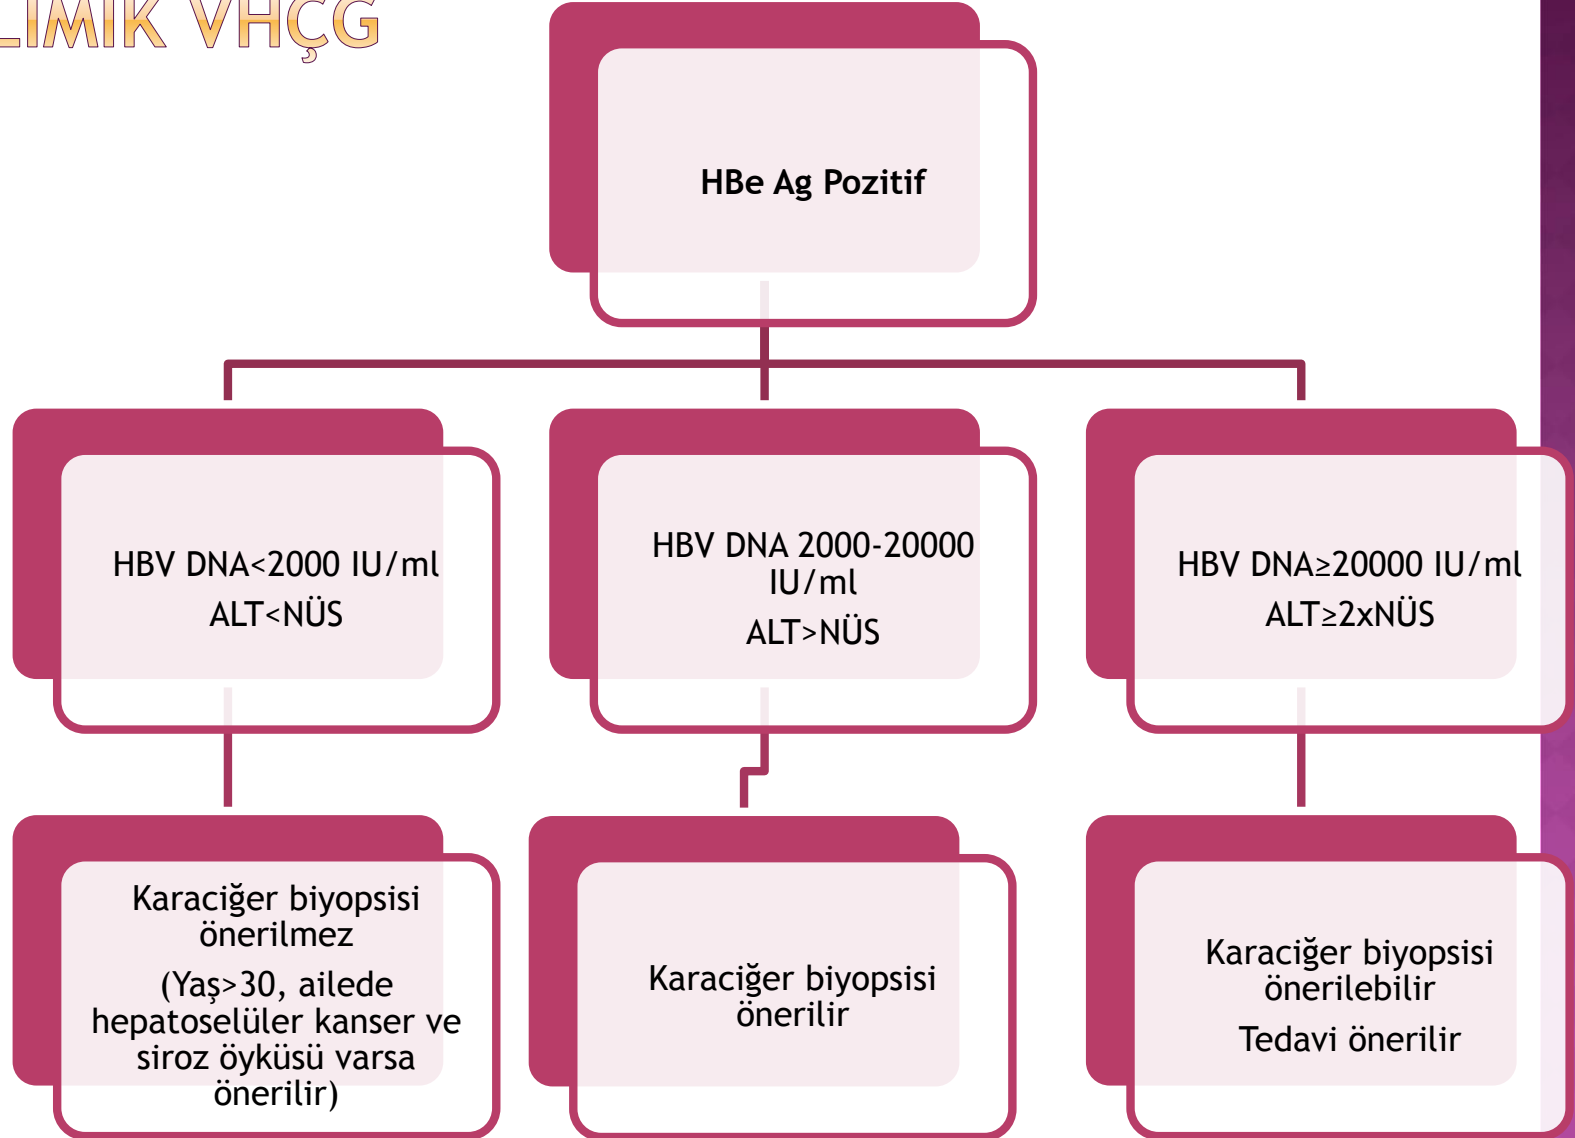 LİMİK VHÇG
HBe Ag Pozitif
HBV DNA<2000 IU/ml
ALT<NÜS
HBV DNA 2000-20000
IU/ml
ALT>NÜS
HBV DNA≥20000 IU/ml
ALT≥2xNÜS
Karaciğer biyopsisi
önerilmez
(Yaş>30, ailede
hepatoselüler kanser ve
siroz öyküsü varsa
önerilir)
Karaciğer biyopsisi
önerilir
Karaciğer biyopsisi
önerilebilir
Tedavi önerilir